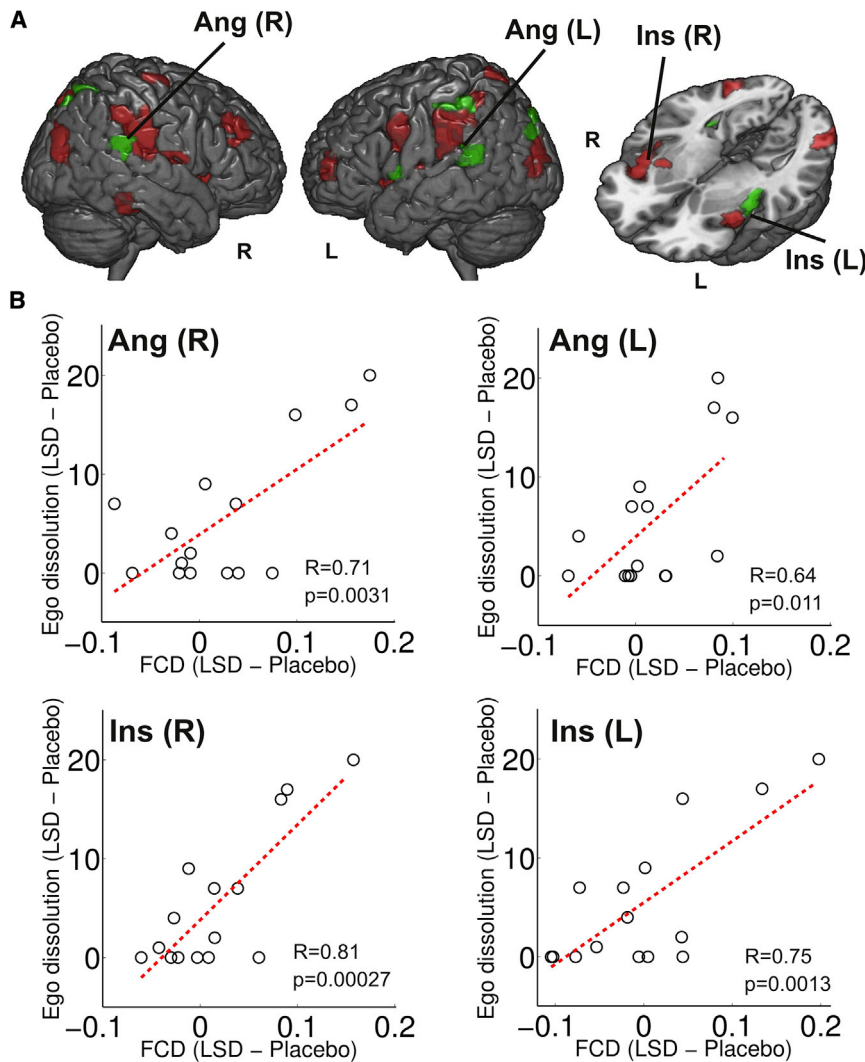 A
Ang (R)
Ang (L)
Ins (R)
R
R
L
Ins (L)
L
B
Ang (R)
Ego dissolution (LSD – Placebo)
20
10
0
R=0.71
p=0.0031
−0.1 0 0.1 0.2
FCD (LSD – Placebo)
Ang (L)
Ego dissolution (LSD – Placebo)
20
10
0
R=0.64
p=0.011
−0.1 0 0.1 0.2
FCD (LSD – Placebo)
Ins (R)
Ego dissolution (LSD – Placebo)
20
10
0
R=0.81
p=0.00027
−0.1 0 0.1 0.2
FCD (LSD – Placebo)
Ins (L)
Ego dissolution (LSD – Placebo)
20
10
0
R=0.75
p=0.0013
−0.1 0 0.1 0.2
FCD (LSD – Placebo)